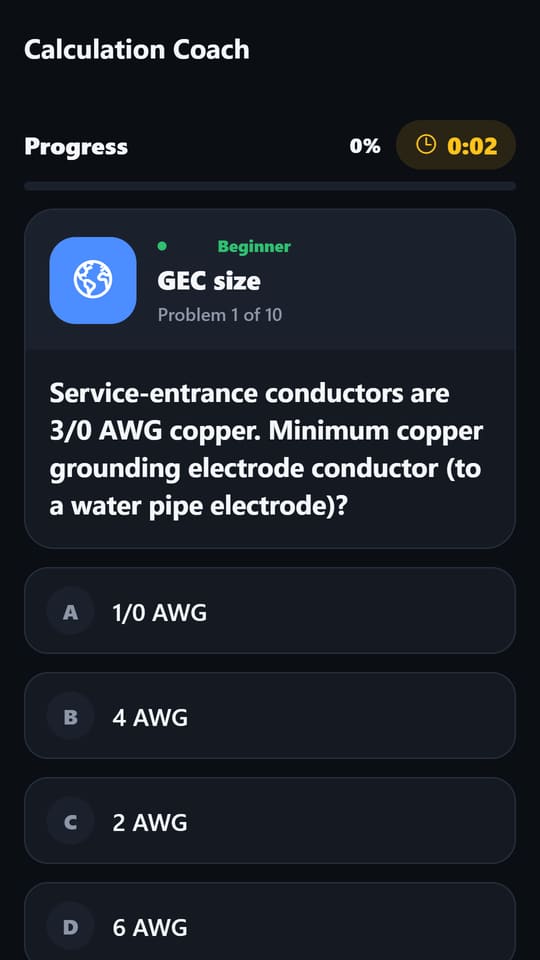 Calculation Coach
Progress
0%
0:02
Beginner
GEC size
Problem 1 of 10
Service-entrance conductors are
3/0 AWG copper. Minimum copper
grounding electrode conductor (to
a water pipe electrode)?
A
1/0 AWG
B
4 AWG
C
2 AWG
D
6 AWG